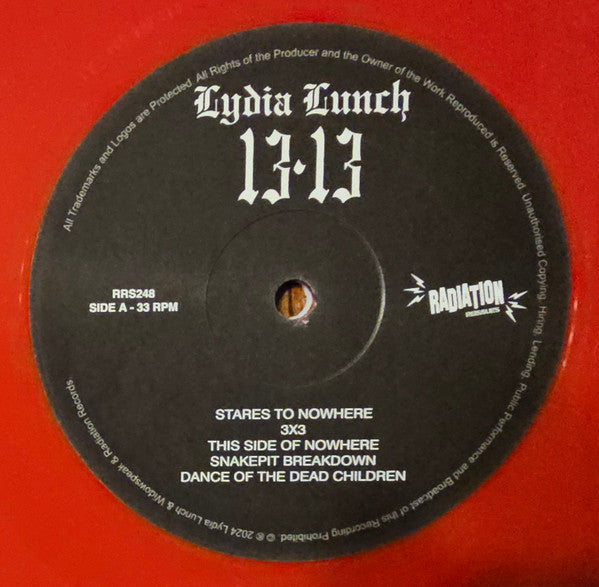 All Trademarks and Logos are Protected. All Rights of the Producer and the Owner of the Work Reproduced is Reserved. Unauthorised Copying, Hiring, Lending, Public Performance and Broadcast of this Recording Prohibited. © ℗ 2024 Lydia Lunch & Widowspeak & Radiation Records
Lydia Lunch
13·13
RRS248
SIDE A - 33 RPM
RADIATION
REISSUES
STARES TO NOWHERE
3X3
THIS SIDE OF NOWHERE
SNAKEPIT BREAKDOWN
DANCE OF THE DEAD CHILDREN